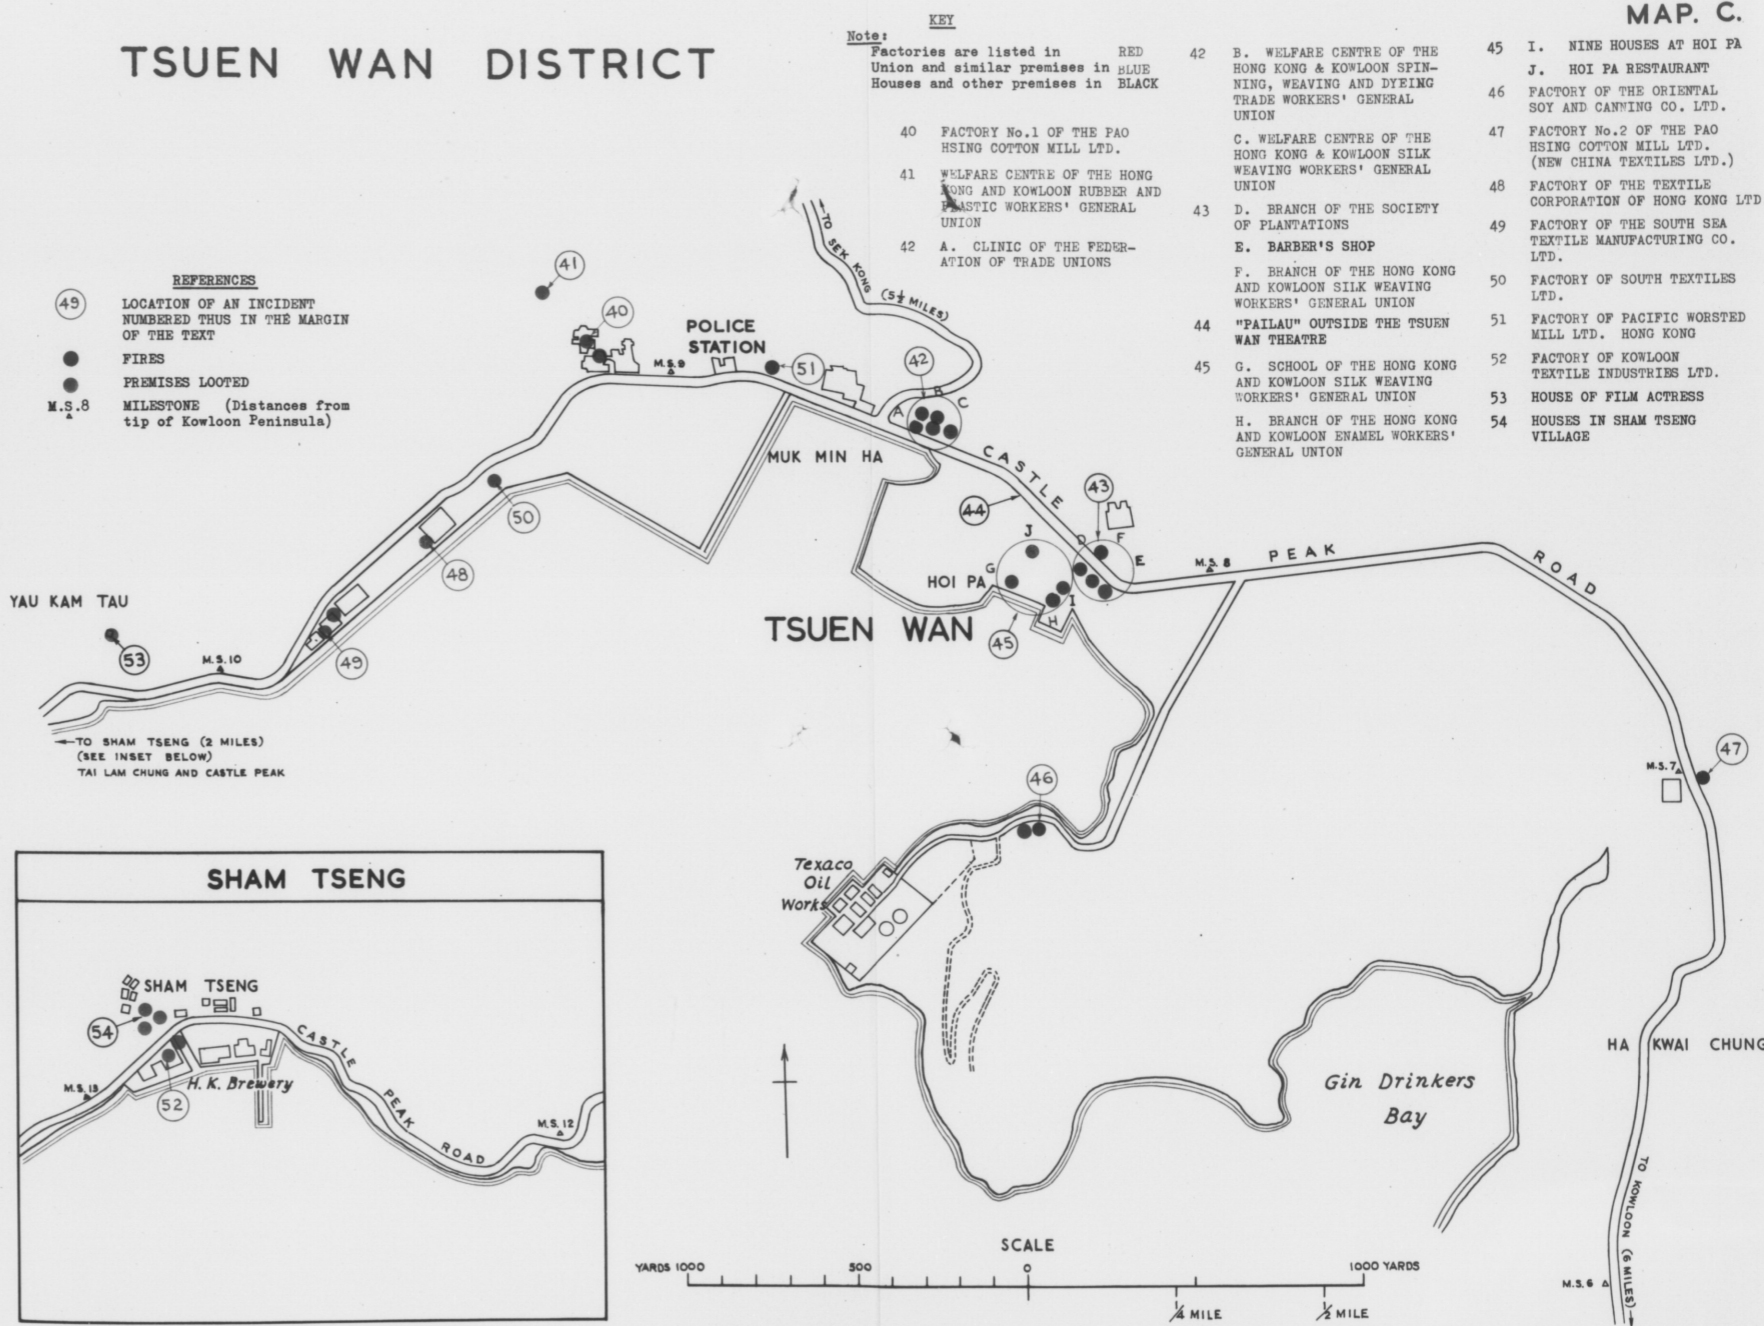 MAP. C.
TSUEN WAN DISTRICT
KEY
Note:
Factories are listed in RED
Union and similar premises in BLUE
Houses and other premises in BLACK
40 FACTORY No.1 OF THE PAO
HSING COTTON MILL LTD.
41 WELFARE CENTRE OF THE HONG
KONG AND KOWLOON RUBBER AND
PLASTIC WORKERS' GENERAL
UNION
42 A. CLINIC OF THE FEDER-
ATION OF TRADE UNIONS
42 B. WELFARE CENTRE OF THE
HONG KONG & KOWLOON SPIN-
NING, WEAVING AND DYEING
TRADE WORKERS' GENERAL
UNION
C. WELFARE CENTRE OF THE
HONG KONG & KOWLOON SILK
WEAVING WORKERS' GENERAL
UNION
43 D. BRANCH OF THE SOCIETY
OF PLANTATIONS
E. BARBER'S SHOP
F. BRANCH OF THE HONG KONG
AND KOWLOON SILK WEAVING
WORKERS' GENERAL UNION
44 "PAILAU" OUTSIDE THE TSUEN
WAN THEATRE
45 G. SCHOOL OF THE HONG KONG
AND KOWLOON SILK WEAVING
WORKERS' GENERAL UNION
H. BRANCH OF THE HONG KONG
AND KOWLOON ENAMEL WORKERS'
GENERAL UNION
45 I. NINE HOUSES AT HOI PA
J. HOI PA RESTAURANT
46 FACTORY OF THE ORIENTAL
SOY AND CANNING CO. LTD.
47 FACTORY No.2 OF THE PAO
HSING COTTON MILL LTD.
(NEW CHINA TEXTILES LTD.)
48 FACTORY OF THE TEXTILE
CORPORATION OF HONG KONG LTD
49 FACTORY OF THE SOUTH SEA
TEXTILE MANUFACTURING CO.
LTD.
50 FACTORY OF SOUTH TEXTILES
LTD.
51 FACTORY OF PACIFIC WORSTED
MILL LTD. HONG KONG
52 FACTORY OF KOWLOON
TEXTILE INDUSTRIES LTD.
53 HOUSE OF FILM ACTRESS
54 HOUSES IN SHAM TSENG
VILLAGE
REFERENCES
49 LOCATION OF AN INCIDENT
NUMBERED THUS IN THE MARGIN
OF THE TEXT
FIRES
PREMISES LOOTED
M.S.8 MILESTONE (Distances from
tip of Kowloon Peninsula)
←TO SEK KONG (5½ MILES)
41
40
POLICE
STATION
M.S.9
51
42
A B C
MUK MIN HA
CASTLE PEAK ROAD
50
44
43
J
D F
E
M.S.8
G
HOI PA
I
H
48
YAU KAM TAU
TSUEN WAN
45
53
49
M.S.10
←TO SHAM TSENG (2 MILES)
(SEE INSET BELOW)
TAI LAM CHUNG AND CASTLE PEAK
47
M.S.7
46
Texaco
Oil
Works
SHAM TSENG
SHAM TSENG
54
CASTLE PEAK ROAD
M.S.13
H.K. Brewery
52
M.S.12
HA KWAI CHUNG
Gin Drinkers
Bay
TO KOWLOON (6 MILES)→
M.S.6
SCALE
YARDS 1000 500 0 1000 YARDS
¼ MILE ½ MILE